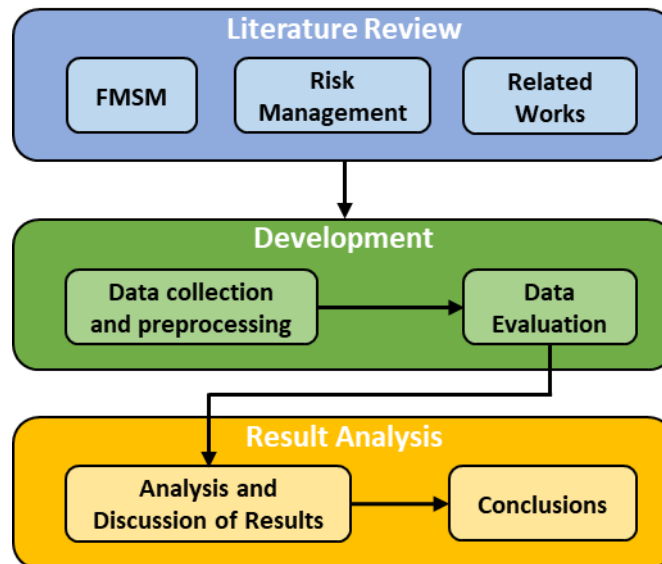 Literature Review
FMSM
Risk
Management
Related
Works
Development
Data collection
and preprocessing
Data
Evaluation
Result Analysis
Analysis and
Discussion of Results
Conclusions